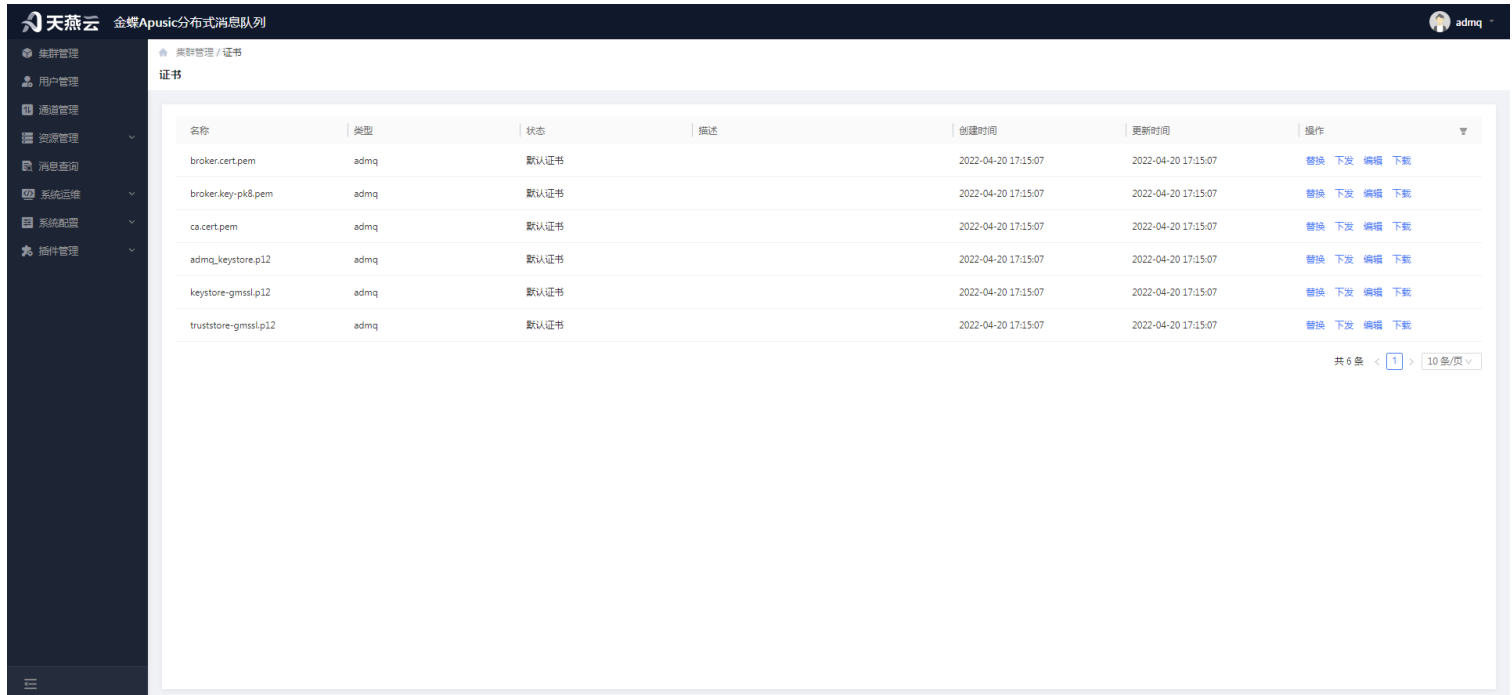 天燕云 金蝶Apusic分布式消息队列 admq
集群管理
用户管理
通道管理
资源管理
消息查询
系统运维
系统配置
插件管理
集群管理 / 证书
证书
名称 类型 状态 描述 创建时间 更新时间 操作
broker.cert.pem admq 默认证书 2022-04-20 17:15:07 2022-04-20 17:15:07 替换 下发 编辑 下载
broker.key-pk8.pem admq 默认证书 2022-04-20 17:15:07 2022-04-20 17:15:07 替换 下发 编辑 下载
ca.cert.pem admq 默认证书 2022-04-20 17:15:07 2022-04-20 17:15:07 替换 下发 编辑 下载
admq_keystore.p12 admq 默认证书 2022-04-20 17:15:07 2022-04-20 17:15:07 替换 下发 编辑 下载
keystore-gmssl.p12 admq 默认证书 2022-04-20 17:15:07 2022-04-20 17:15:07 替换 下发 编辑 下载
truststore-gmssl.p12 admq 默认证书 2022-04-20 17:15:07 2022-04-20 17:15:07 替换 下发 编辑 下载
共 6 条 < 1 > 10 条/页